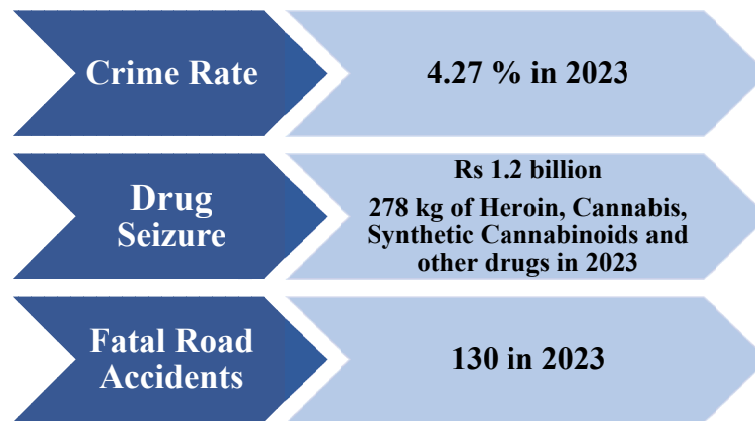 Crime Rate
4.27 % in 2023
Drug
Seizure
Rs 1.2 billion
278 kg of Heroin, Cannabis,
Synthetic Cannabinoids and
other drugs in 2023
Fatal Road
Accidents
130 in 2023